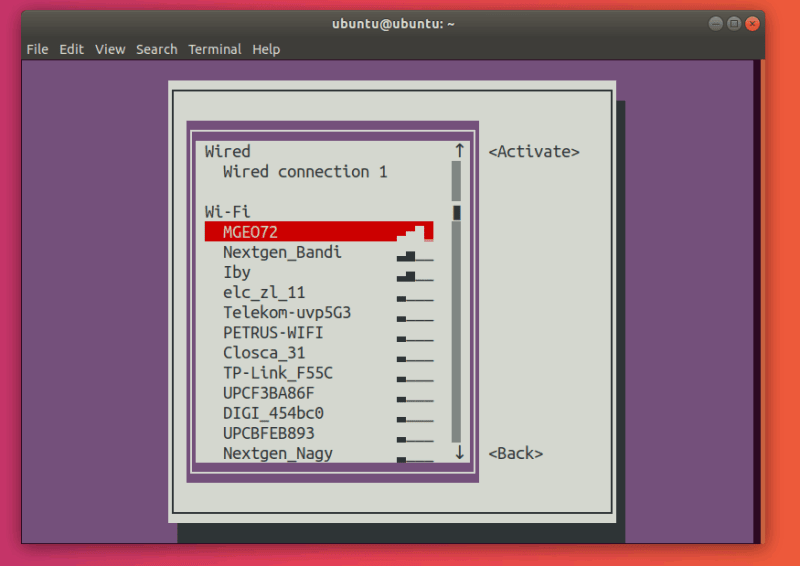 ubuntu@ubuntu: ~
File Edit View Search Terminal Help
Wired ↑ <Activate>
Wired connection 1
Wi-Fi
MGEO72
Nextgen_Bandi
Iby
elc_zl_11
Telekom-uvp5G3
PETRUS-WIFI
Closca_31
TP-Link_F55C
UPCF3BA86F
DIGI_454bc0
UPCBFEB893
Nextgen_Nagy ↓ <Back>